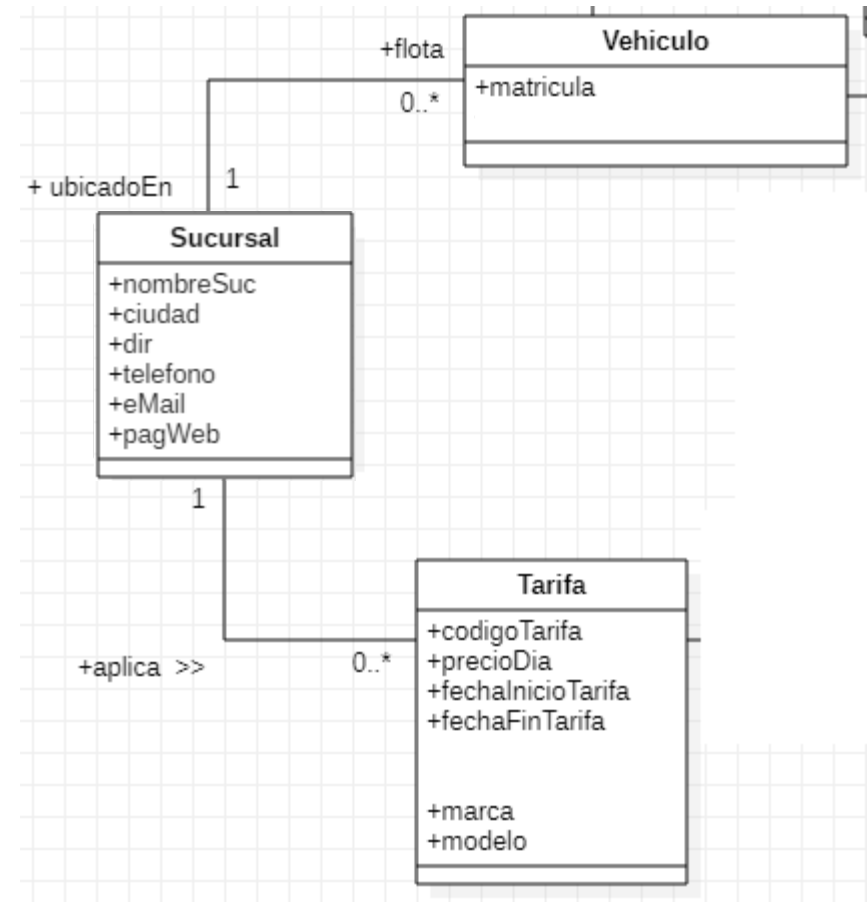 +flota
Vehiculo
0..*
+matricula
+ ubicadoEn
1
Sucursal
+nombreSuc
+ciudad
+dir
+telefono
+eMail
+pagWeb
1
+aplica >>
0..*
Tarifa
+codigoTarifa
+precioDia
+fechaInicioTarifa
+fechaFinTarifa
+marca
+modelo